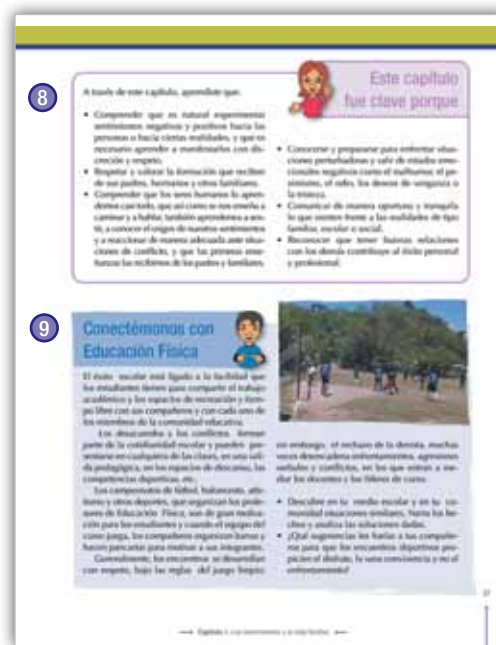 8
Este capítulo
fue clave porque
A través de este capítulo, aprendiste que:
• Comprender que es natural experimentar
sentimientos negativos y positivos hacia las
personas o hacia ciertas realidades, y que es
necesario aprender a manifestarlos con dis-
creción y respeto.
• Respetar y valorar la formación que reciben
de sus padres, hermanos y otros familiares.
• Comprender que los seres humanos lo apren-
demos casi todo, que así como se nos enseña a
caminar y a hablar, también aprendemos a sen-
tir, a conocer el origen de nuestros sentimientos
y a reaccionar de manera adecuada ante situa-
ciones de conflicto, y que las primeras ense-
ñanzas las recibimos de los padres y familiares.
• Conocerse y prepararse para enfrentar situa-
ciones perturbadoras y salir de estados emo-
cionales negativos como el malhumor, el pe-
simismo, el odio, los deseos de venganza o
la tristeza.
• Comunicar de manera oportuna y tranquila
lo que sienten frente a las realidades de tipo
familiar, escolar o social.
• Reconocer que tener buenas relaciones
con los demás contribuye al éxito personal
y profesional.
9
Conectémonos con
Educación Física
El éxito escolar está ligado a la facilidad que
los estudiantes tienen para compartir el trabajo
académico y los espacios de recreación y tiem-
po libre con sus compañeros y con cada uno de
los miembros de la comunidad educativa.
Los desacuerdos y los conflictos forman
parte de la cotidianidad escolar y pueden pre-
sentarse en cualquiera de las clases, en una sali-
da pedagógica, en los espacios de descanso, las
competencias deportivas, etc.
Los campeonatos de fútbol, baloncesto, atle-
tismo y otros deportes, que organizan los profe-
sores de Educación Física, son de gran motiva-
ción para los estudiantes y cuando el equipo del
curso juega, los compañeros organizan barras y
hacen pancartas para motivar a sus integrantes.
Generalmente, los encuentros se desarrollan
con respeto, bajo las reglas del juego limpio;
sin embargo, el rechazo de la derrota, muchas
veces desencadena enfrentamientos, agresiones
verbales y conflictos, en los que entran a me-
diar los docentes y los líderes de curso.
• Descubre en tu medio escolar y en tu co-
munidad situaciones similares. Narra los he-
chos y analiza las soluciones dadas.
• ¿Qué sugerencias les harías a tus compañe-
ros para que los encuentros deportivos pro-
picien el disfrute, la sana convivencia y no el
enfrentamiento?